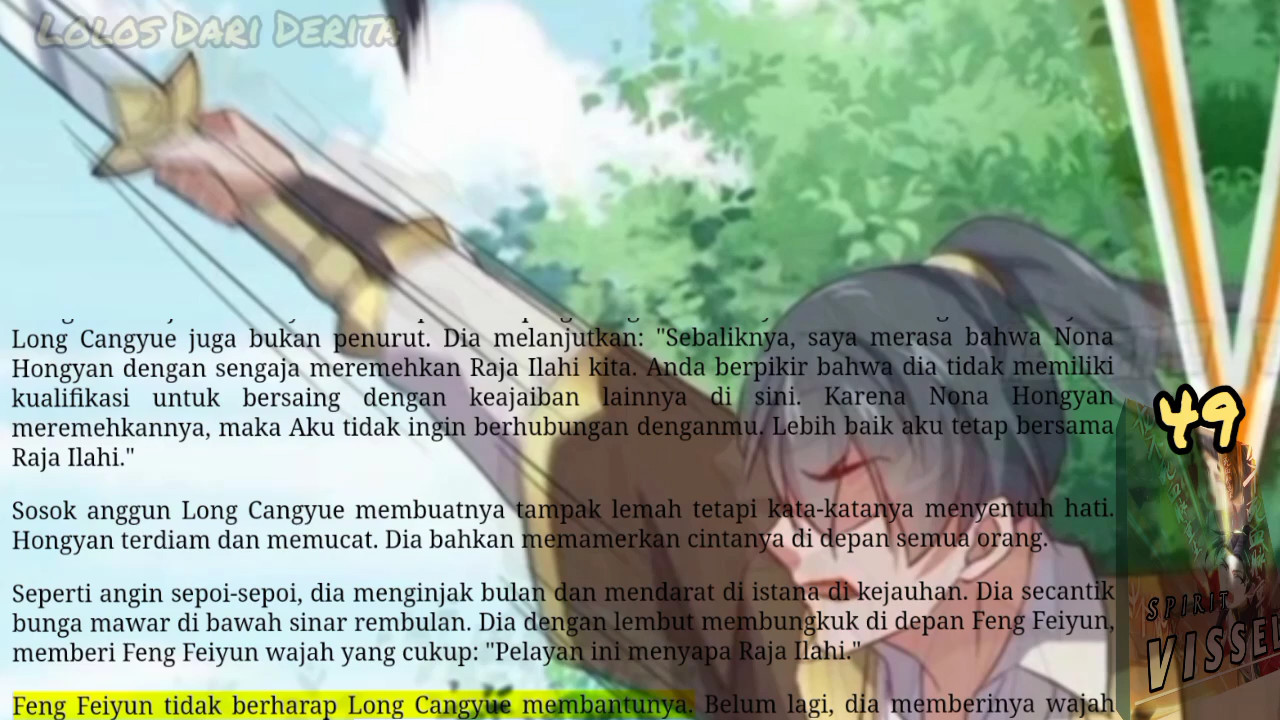 Lolos Dari Derita
Long Cangyue juga bukan penurut. Dia melanjutkan: "Sebaliknya, saya merasa bahwa Nona
Hongyan dengan sengaja meremehkan Raja Ilahi kita. Anda berpikir bahwa dia tidak memiliki
kualifikasi untuk bersaing dengan keajaiban lainnya di sini. Karena Nona Hongyan
meremehkannya, maka Aku tidak ingin berhubungan denganmu. Lebih baik aku tetap bersama
Raja Ilahi."
Sosok anggun Long Cangyue membuatnya tampak lemah tetapi kata-katanya menyentuh hati.
Hongyan terdiam dan memucat. Dia bahkan memamerkan cintanya di depan semua orang.
Seperti angin sepoi-sepoi, dia menginjak bulan dan mendarat di istana di kejauhan. Dia secantik
bunga mawar di bawah sinar rembulan. Dia dengan lembut membungkuk di depan Feng Feiyun,
memberi Feng Feiyun wajah yang cukup: "Pelayan ini menyapa Raja Ilahi."
Feng Feiyun tidak berharap Long Cangyue membantunya. Belum lagi, dia memberinya wajah
49
SPIRIT
VISSEL